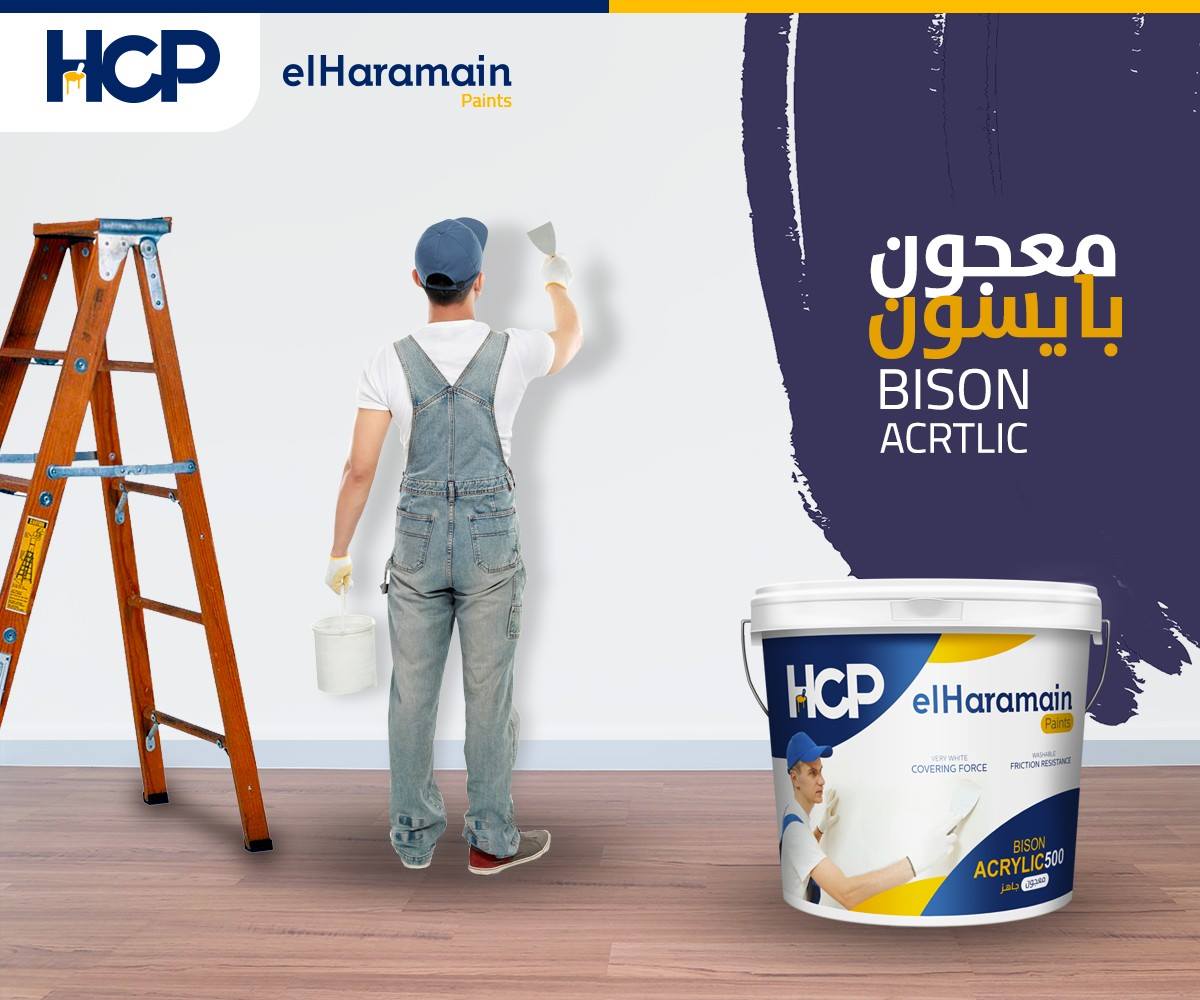 HCP
elHaramain
Paints
معجون
بايسون
BISON
ACRTLIC
HCP
elHaramain
Paints
VERY WHITE
COVERING FORCE
WASHABLE
FRICTION RESISTANCE
BISON
ACRYLIC500
معجون جاهز